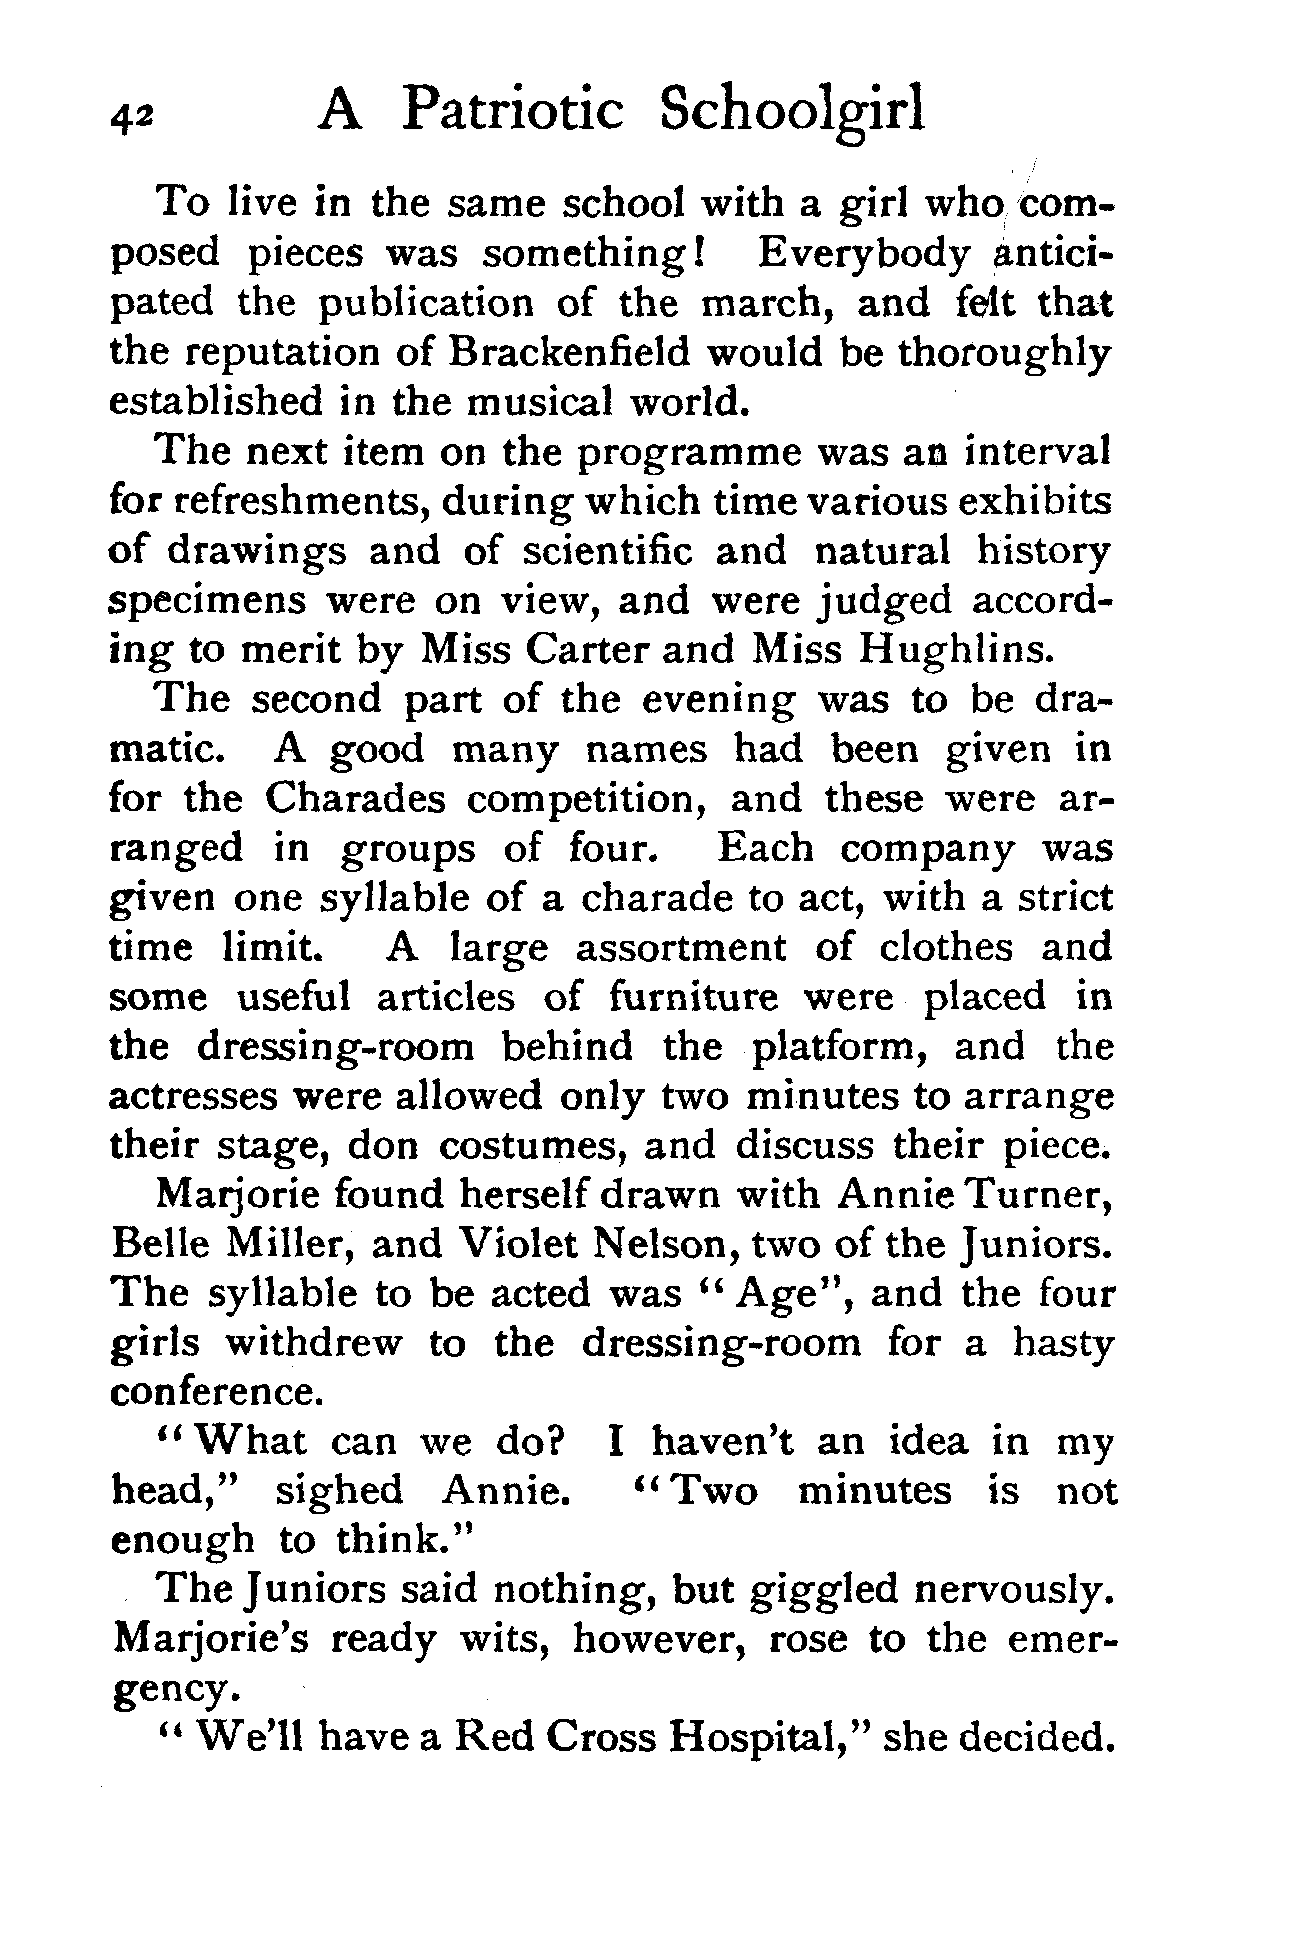 42 A Patriotic Schoolgirl
To live in the same school with a girl who com-
posed pieces was something! Everybody antici-
pated the publication of the march, and felt that
the reputation of Brackenfield would be thoroughly
established in the musical world.
The next item on the programme was an interval
for refreshments, during which time various exhibits
of drawings and of scientific and natural history
specimens were on view, and were judged accord-
ing to merit by Miss Carter and Miss Hughlins.
The second part of the evening was to be dra-
matic. A good many names had been given in
for the Charades competition, and these were ar-
ranged in groups of four. Each company was
given one syllable of a charade to act, with a strict
time limit. A large assortment of clothes and
some useful articles of furniture were placed in
the dressing-room behind the platform, and the
actresses were allowed only two minutes to arrange
their stage, don costumes, and discuss their piece.
Marjorie found herself drawn with Annie Turner,
Belle Miller, and Violet Nelson, two of the Juniors.
The syllable to be acted was “Age”, and the four
girls withdrew to the dressing-room for a hasty
conference.
“What can we do? I haven’t an idea in my
head,” sighed Annie. “Two minutes is not
enough to think.”
The Juniors said nothing, but giggled nervously.
Marjorie’s ready wits, however, rose to the emer-
gency.
“We’ll have a Red Cross Hospital,” she decided.